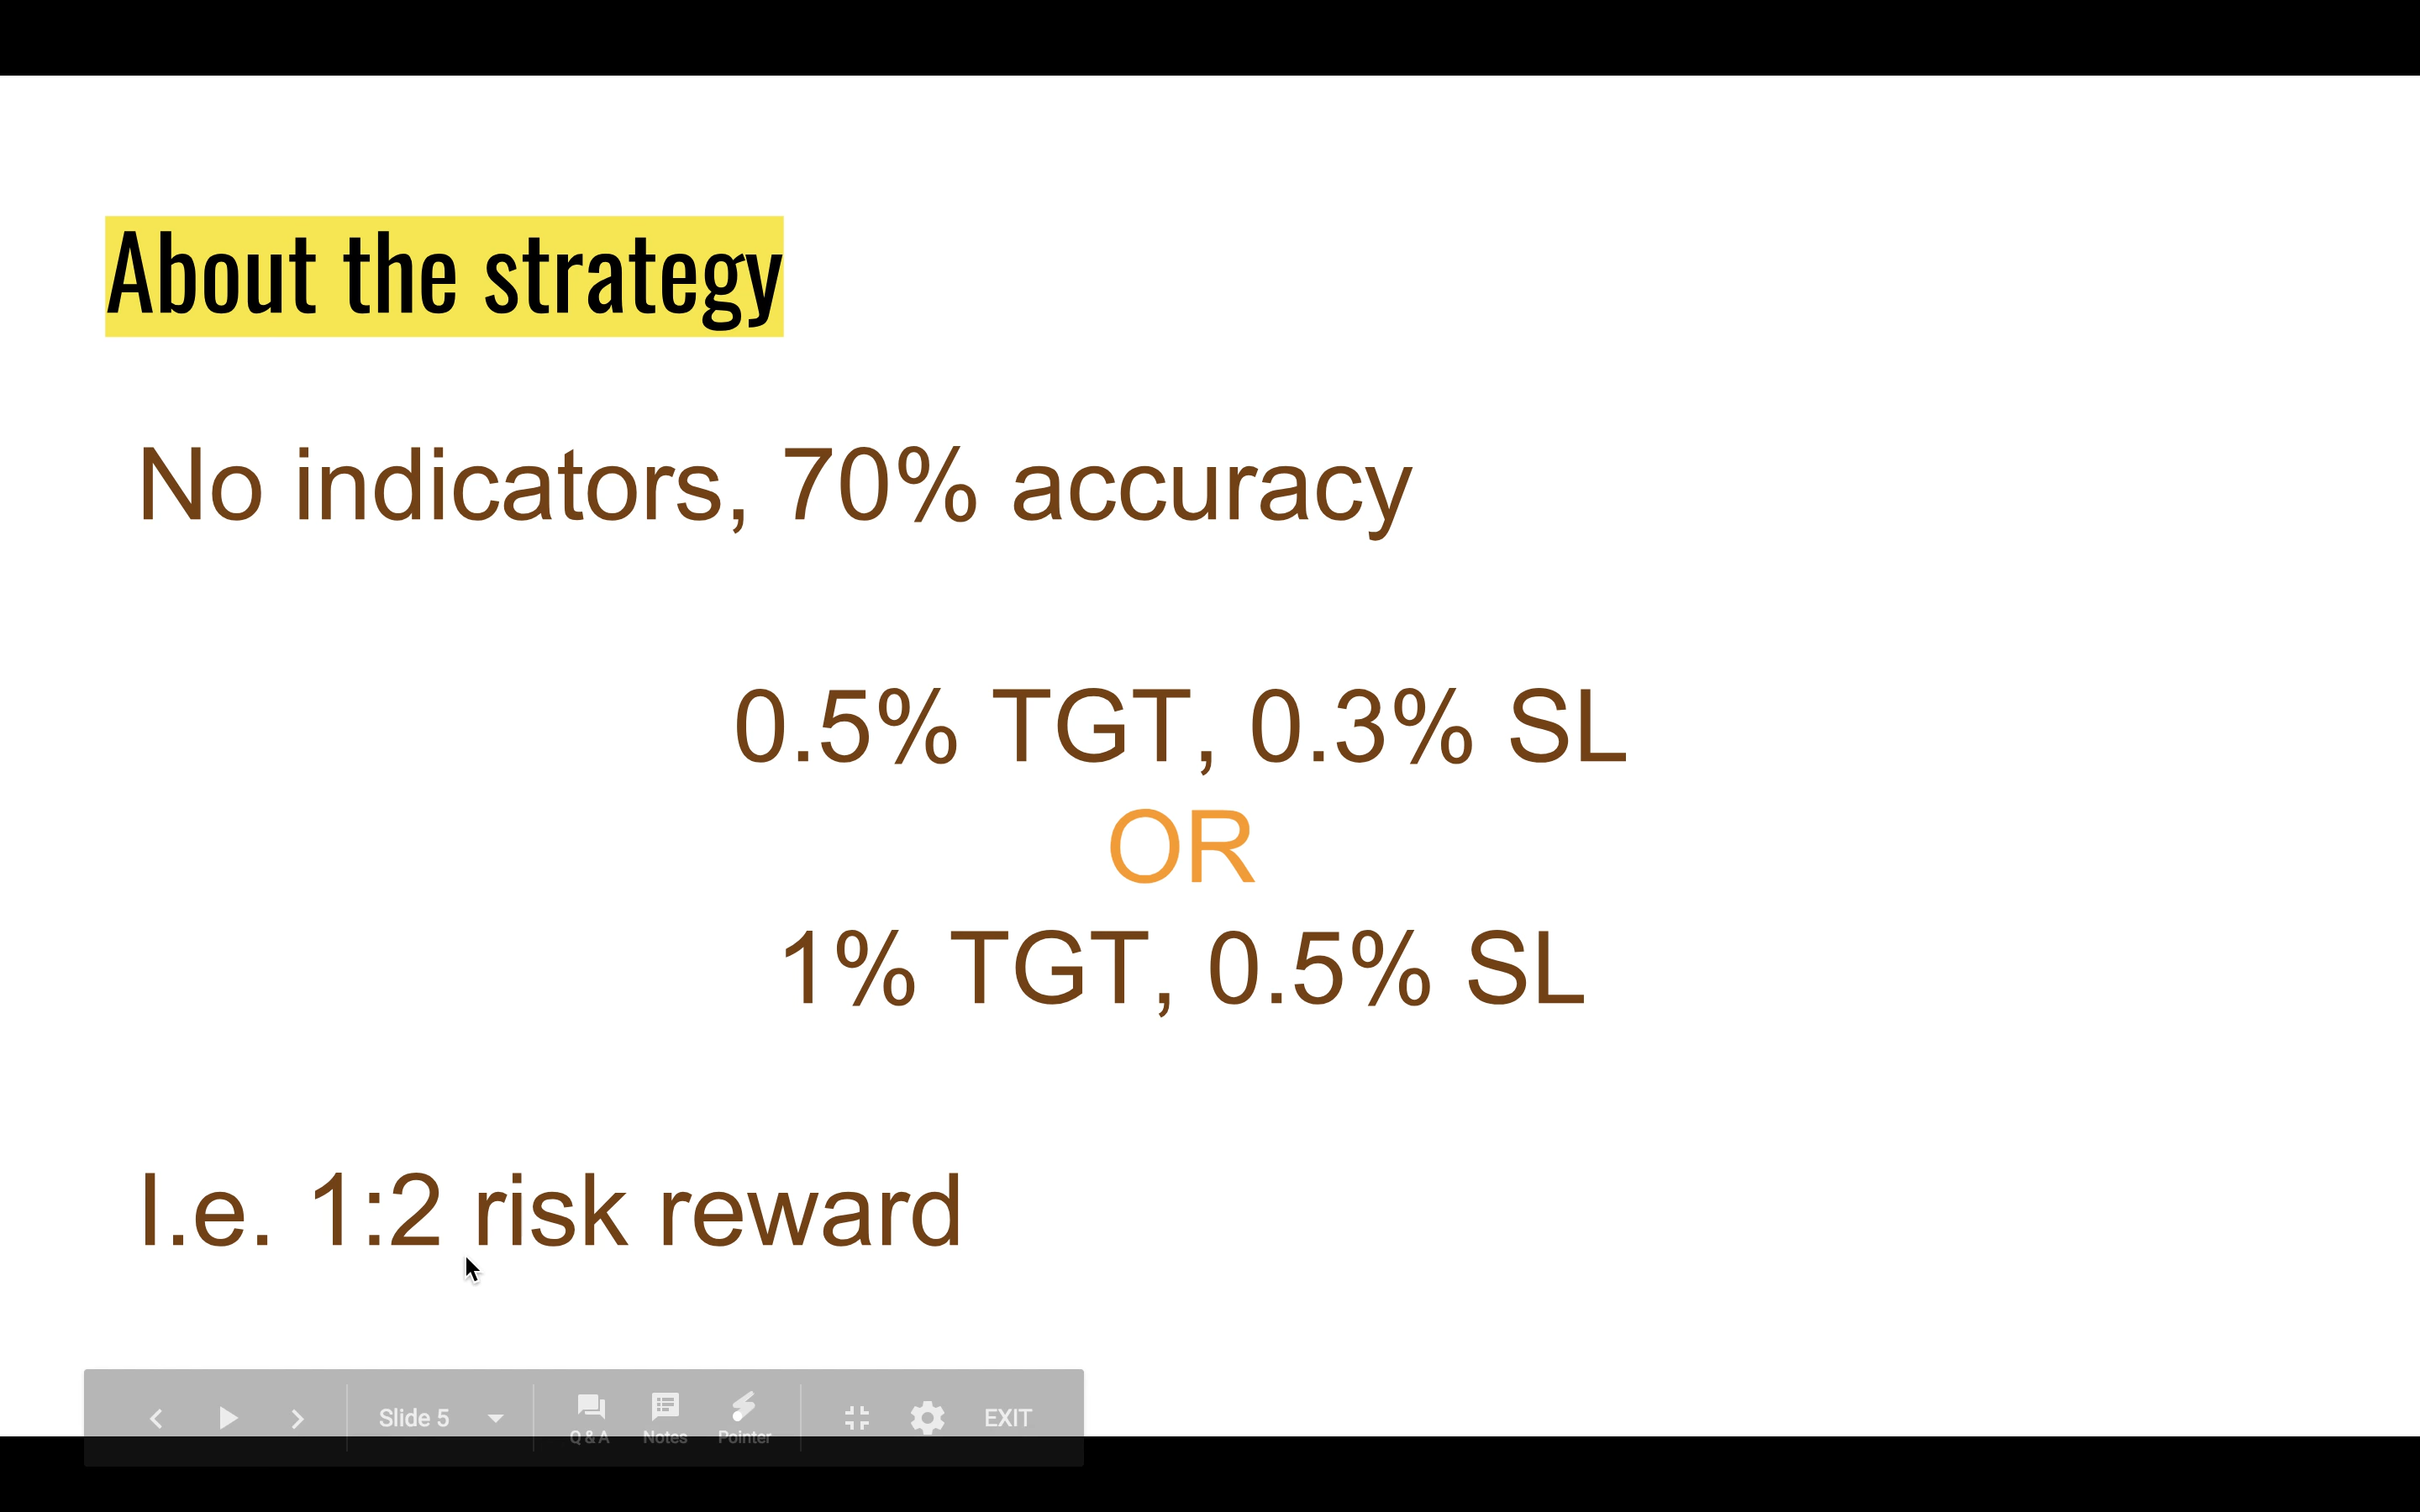 About the strategy
No indicators, 70% accuracy
0.5% TGT, 0.3% SL
OR
1% TGT, 0.5% SL
I.e. 1:2 risk reward
Slide 5
Q & A Notes Pointer
EXIT